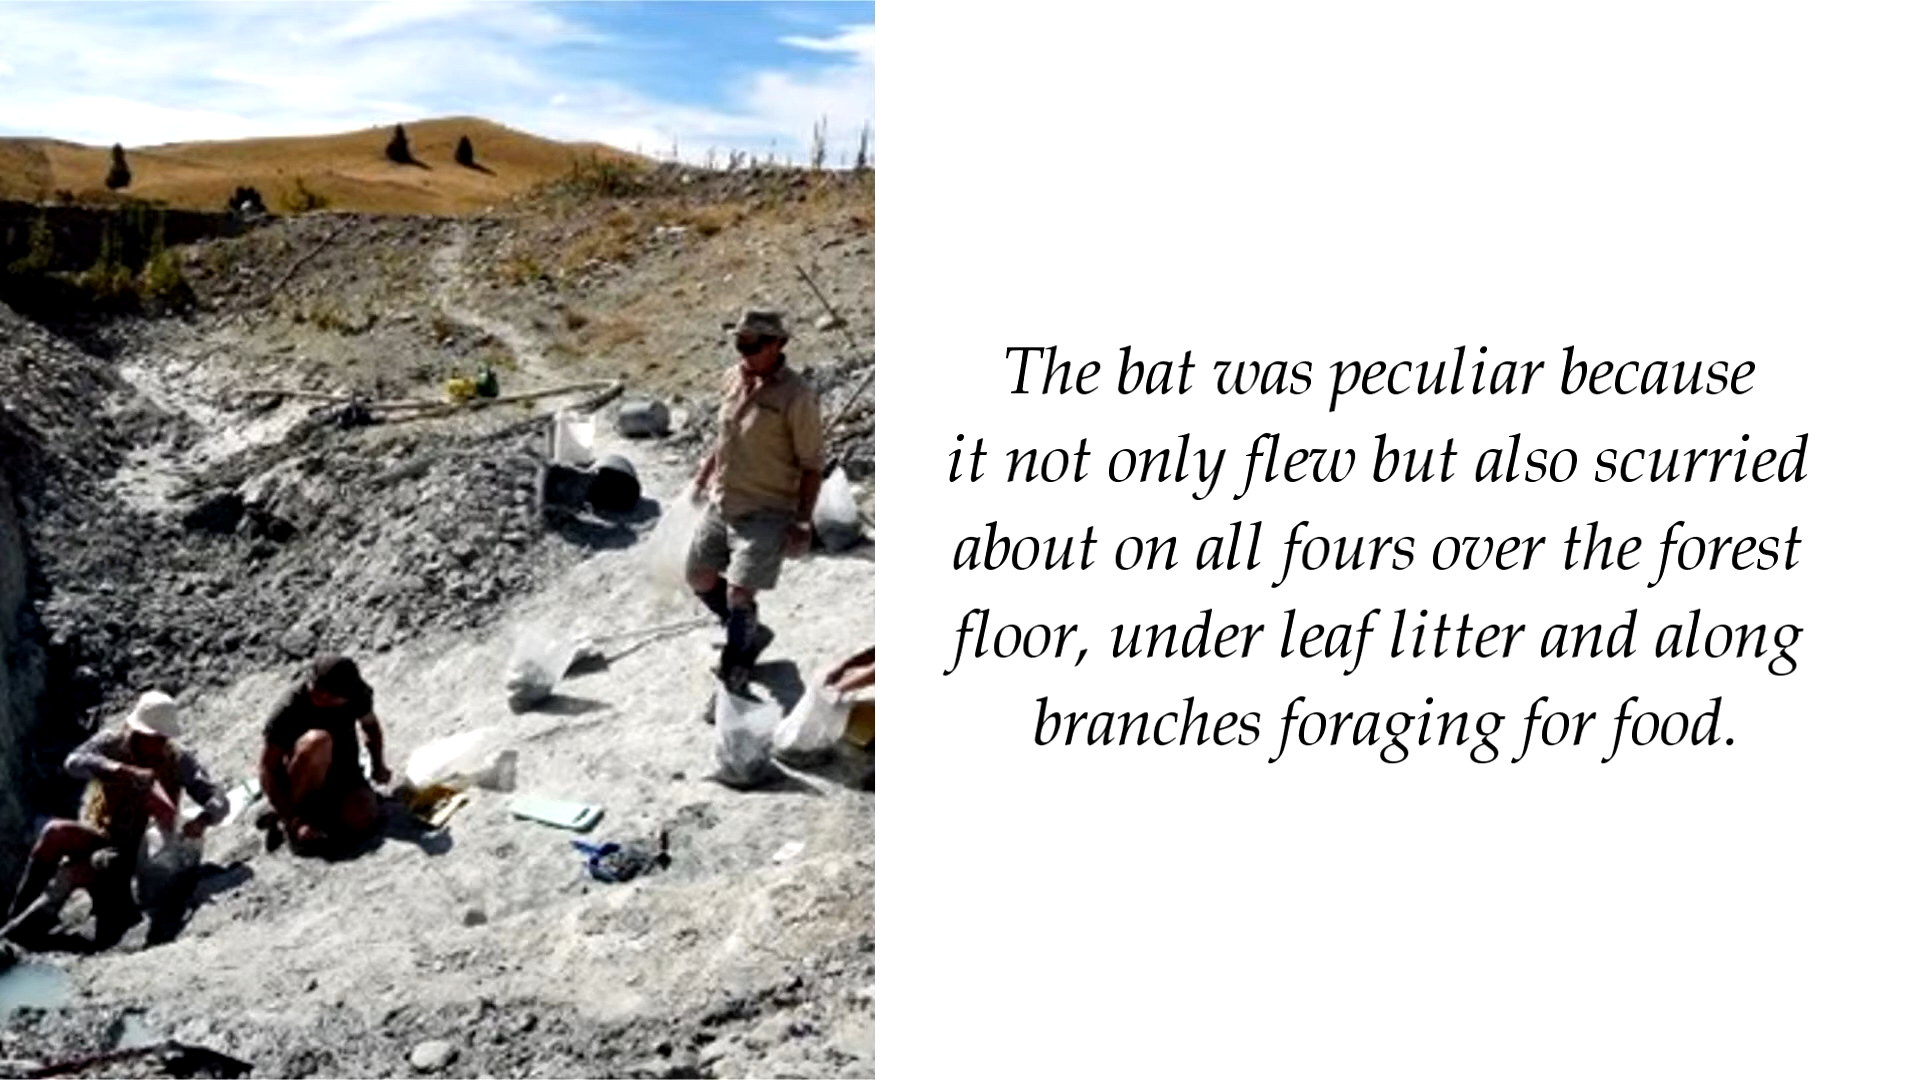 The bat was peculiar because
it not only flew but also scurried
about on all fours over the forest
floor, under leaf litter and along
branches foraging for food.